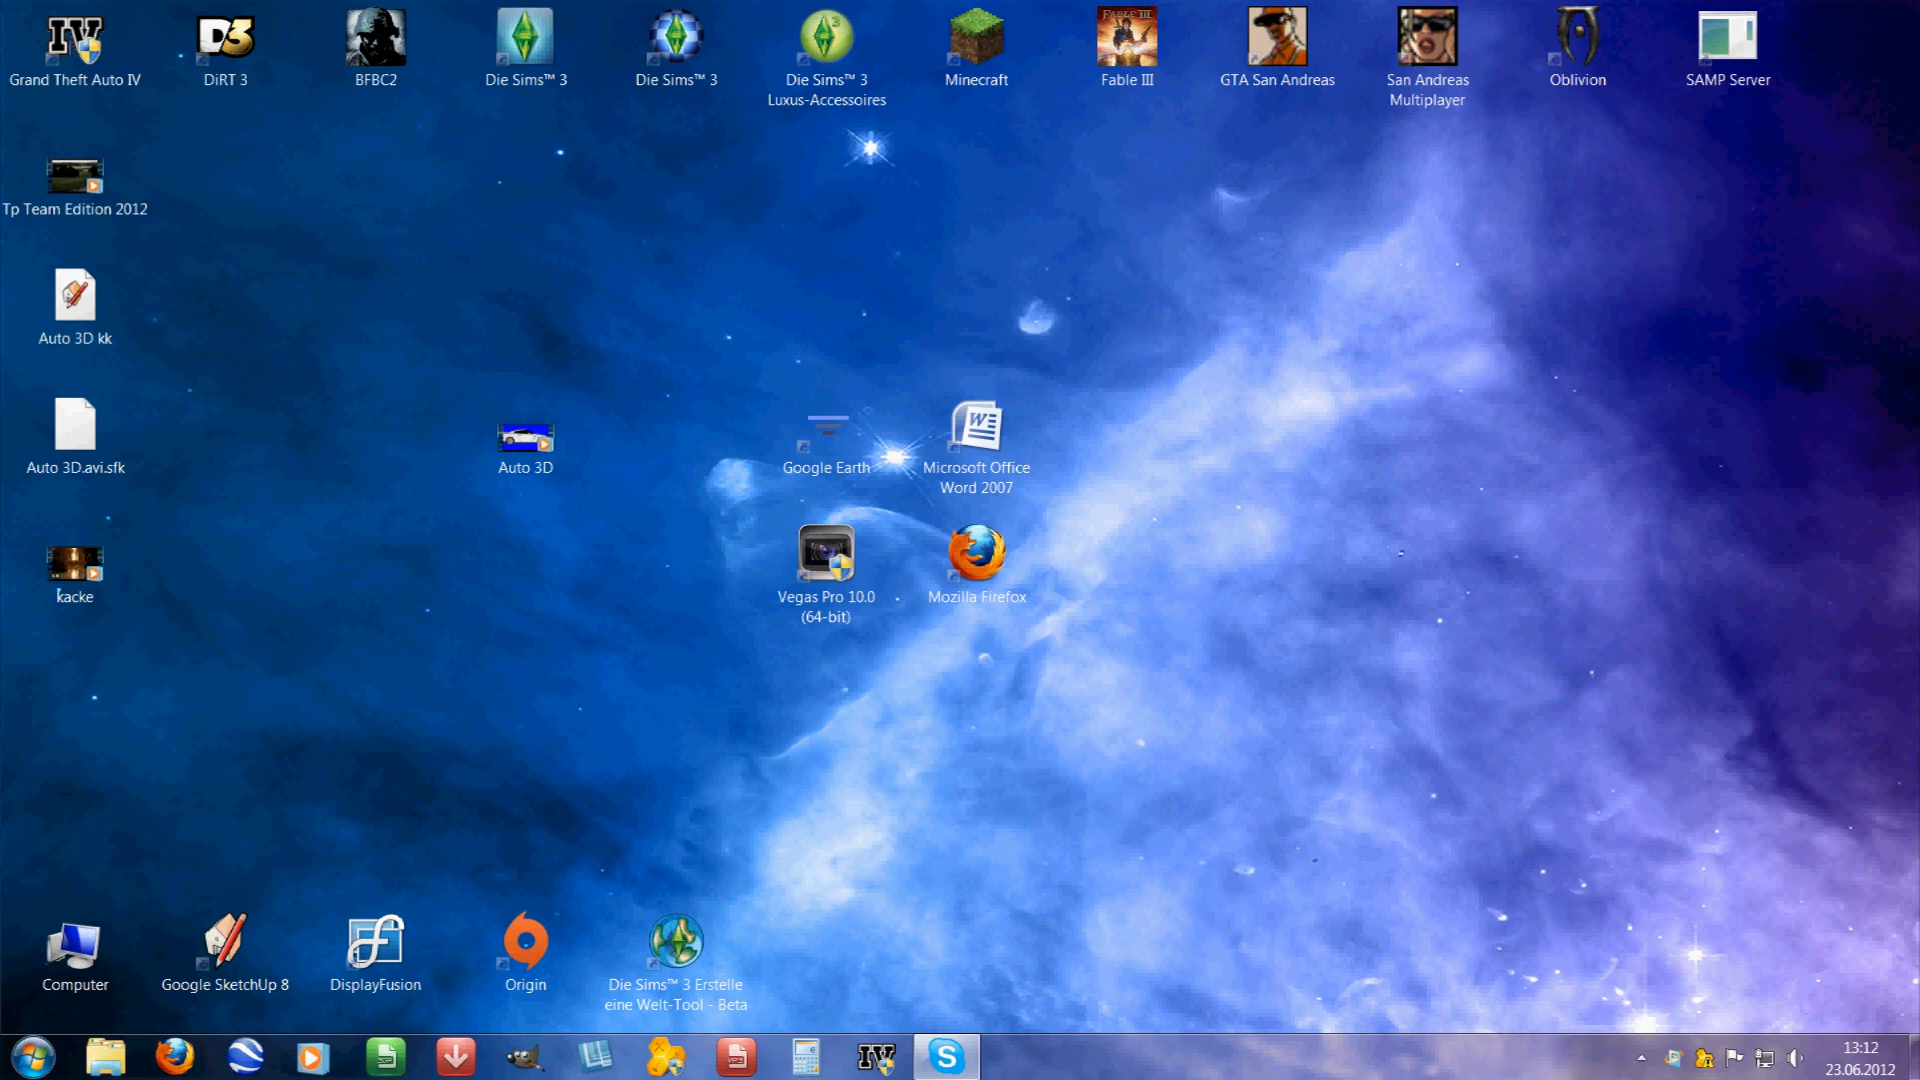 Grand Theft Auto IV
DiRT 3
BFBC2
Die Sims™ 3
Die Sims™ 3
Die Sims™ 3
Luxus-Accessoires
Minecraft
Fable III
GTA San Andreas
San Andreas
Multiplayer
Oblivion
SAMP Server
Tp Team Edition 2012
Auto 3D kk
Auto 3D.avi.sfk
Auto 3D
Google Earth
Microsoft Office
Word 2007
kacke
Vegas Pro 10.0
(64-bit)
Mozilla Firefox
Computer
Google SketchUp 8
DisplayFusion
Origin
Die Sims™ 3 Erstelle
eine Welt-Tool - Beta
13:12
23.06.2012